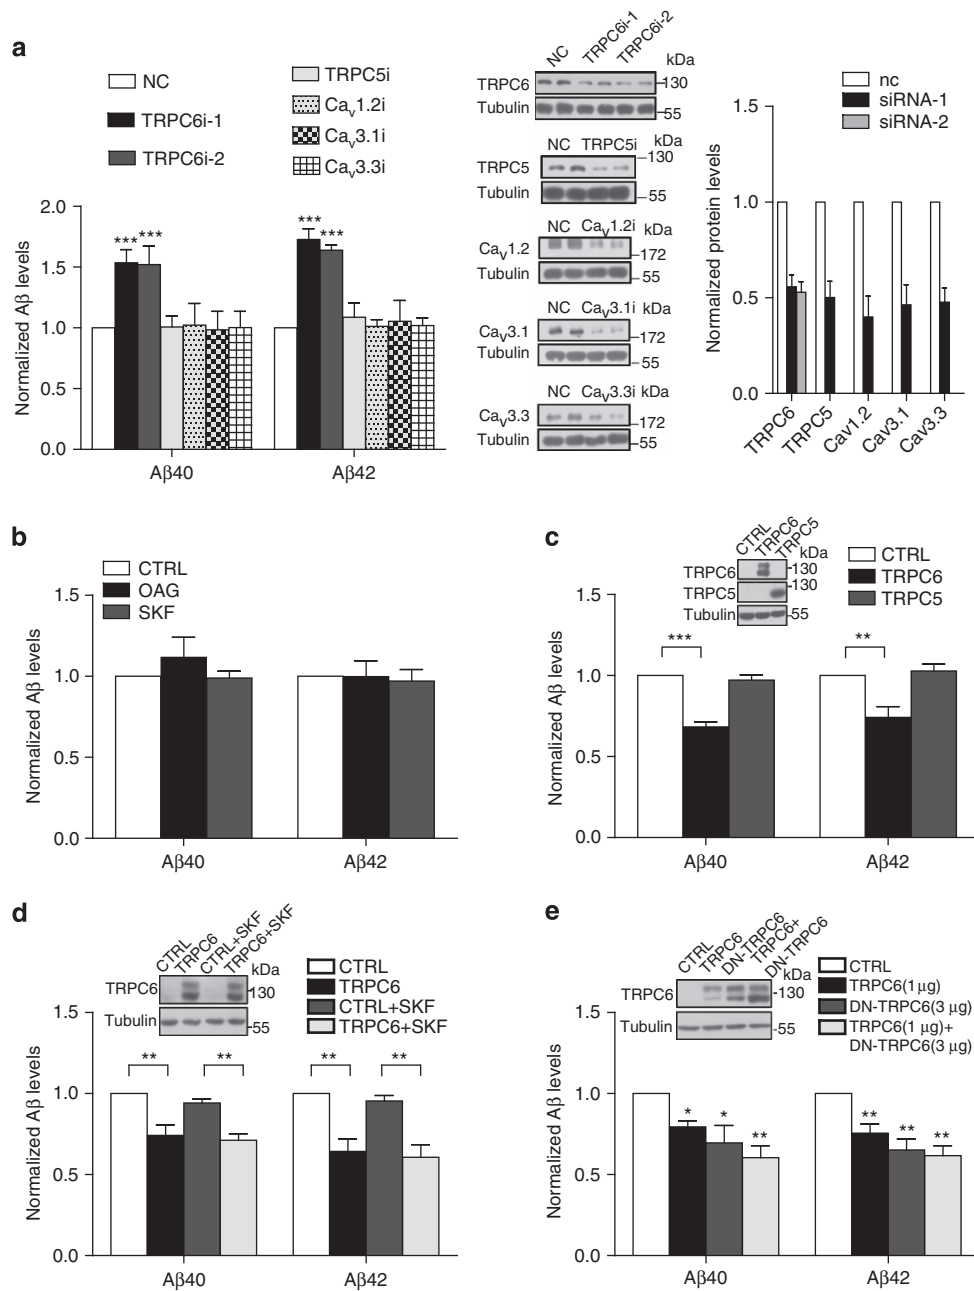 a
NC
TRPC6i-1
TRPC6i-2
TRPC5i
Cav1.2i
Cav3.1i
Cav3.3i
Normalized Aβ levels
2.0
1.5
1.0
0.5
0.0
*** ***
*** ***
Aβ40
Aβ42
NC TRPC6i-1 TRPC6i-2
kDa
TRPC6 –130
Tubulin –55
NC TRPC5i –130
TRPC5
Tubulin – 55
NC Cav1.2i kDa
Cav1.2 –172
Tubulin – 55
NC Cav3.1i kDa
Cav3.1 –172
Tubulin –55
NC Cav3.3i kDa
Cav3.3 –172
Tubulin –55
nc
siRNA-1
siRNA-2
Normalized protein levels
1.5
1.0
0.5
0.0
TRPC6
TRPC5
Cav1.2
Cav3.1
Cav3.3
b
CTRL
OAG
SKF
Normalized Aβ levels
1.5
1.0
0.5
0.0
Aβ40
Aβ42
c
CTRL TRPC6 TRPC5
kDa
TRPC6 -130
TRPC5 -130
Tubulin -55
CTRL
TRPC6
TRPC5
Normalized Aβ levels
1.5
1.0
0.5
0.0
***
**
Aβ40
Aβ42
d
CTRL TRPC6 CTRL+SKF TRPC6+SKF
kDa
TRPC6 130
Tubulin -55
CTRL
TRPC6
CTRL+SKF
TRPC6+SKF
Normalized Aβ levels
1.5
1.0
0.5
0.0
** **
** **
Aβ40
Aβ42
e
CTRL TRPC6 DN-TRPC6 TRPC6+ DN-TRPC6
kDa
TRPC6 -130
Tubulin -55
CTRL
TRPC6(1 µg)
DN-TRPC6(3 µg)
TRPC6(1 µg)+
DN-TRPC6(3 µg)
Normalized Aβ levels
1.5
1.0
0.5
0.0
* * **
** ** **
Aβ40
Aβ42